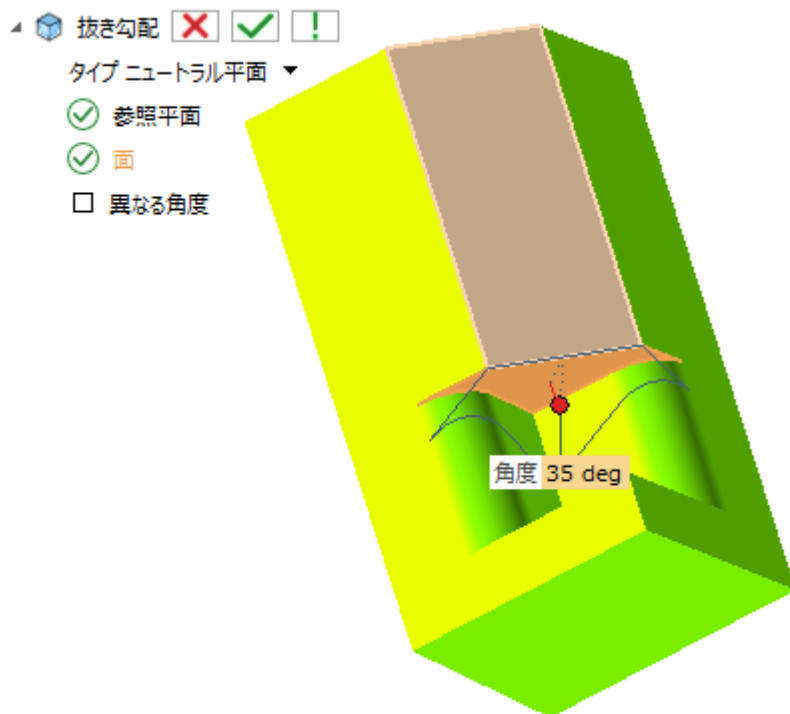 抜き勾配
タイプ ニュートラル平面
参照平面
面
異なる角度
角度 35 deg